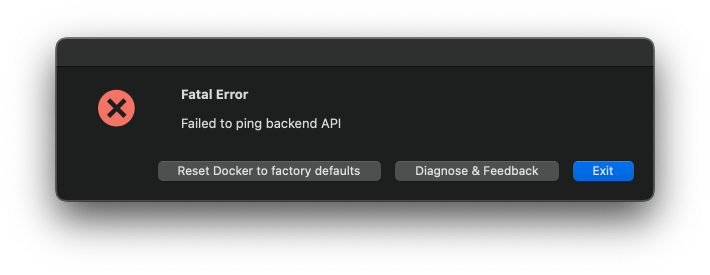 Fatal Error
Failed to ping backend API
Reset Docker to factory defaults
Diagnose & Feedback
Exit